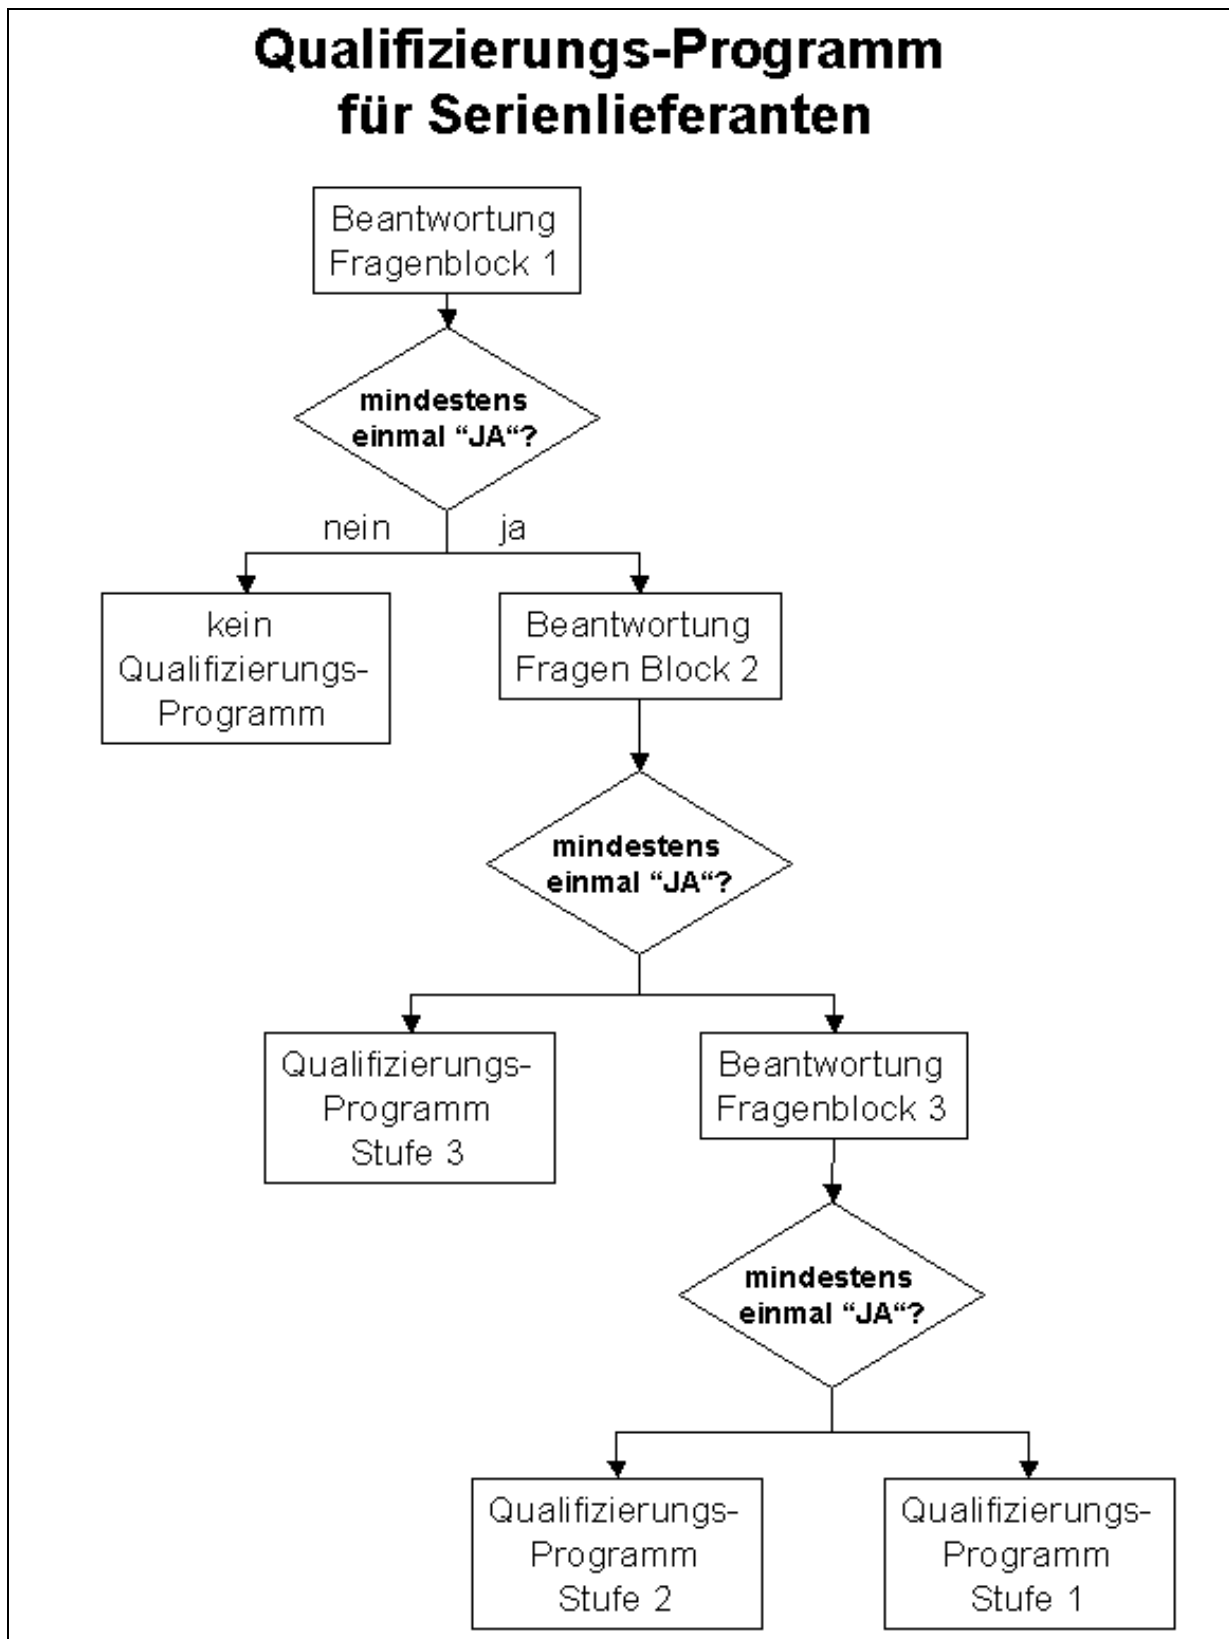 Qualifizierungs-Programm
für Serienlieferanten
Beantwortung
Fragenblock 1
mindestens
einmal “JA“?
nein
ja
kein
Qualifizierungs-
Programm
Beantwortung
Fragen Block 2
mindestens
einmal “JA“?
Qualifizierungs-
Programm
Stufe 3
Beantwortung
Fragenblock 3
mindestens
einmal “JA“?
Qualifizierungs-
Programm
Stufe 2
Qualifizierungs-
Programm
Stufe 1